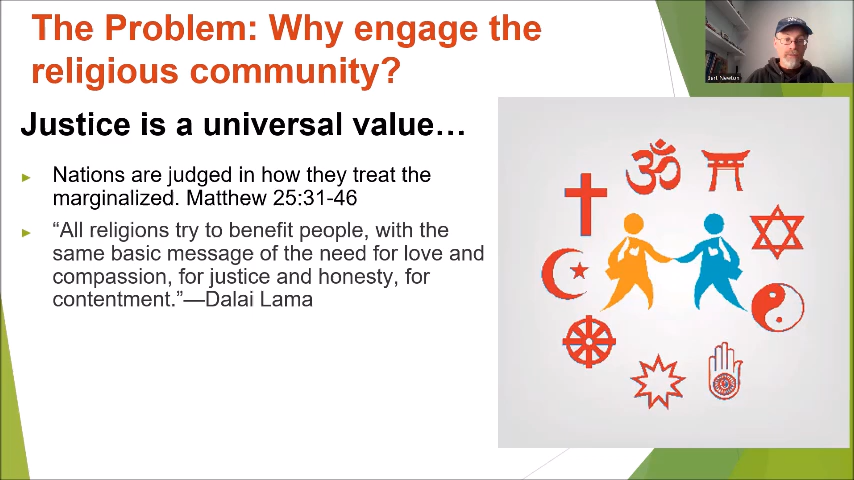 The Problem: Why engage the
religious community?
Justice is a universal value…
Nations are judged in how they treat the
marginalized. Matthew 25:31-46
“All religions try to benefit people, with the
same basic message of the need for love and
compassion, for justice and honesty, for
contentment.”—Dalai Lama
Bert Newton